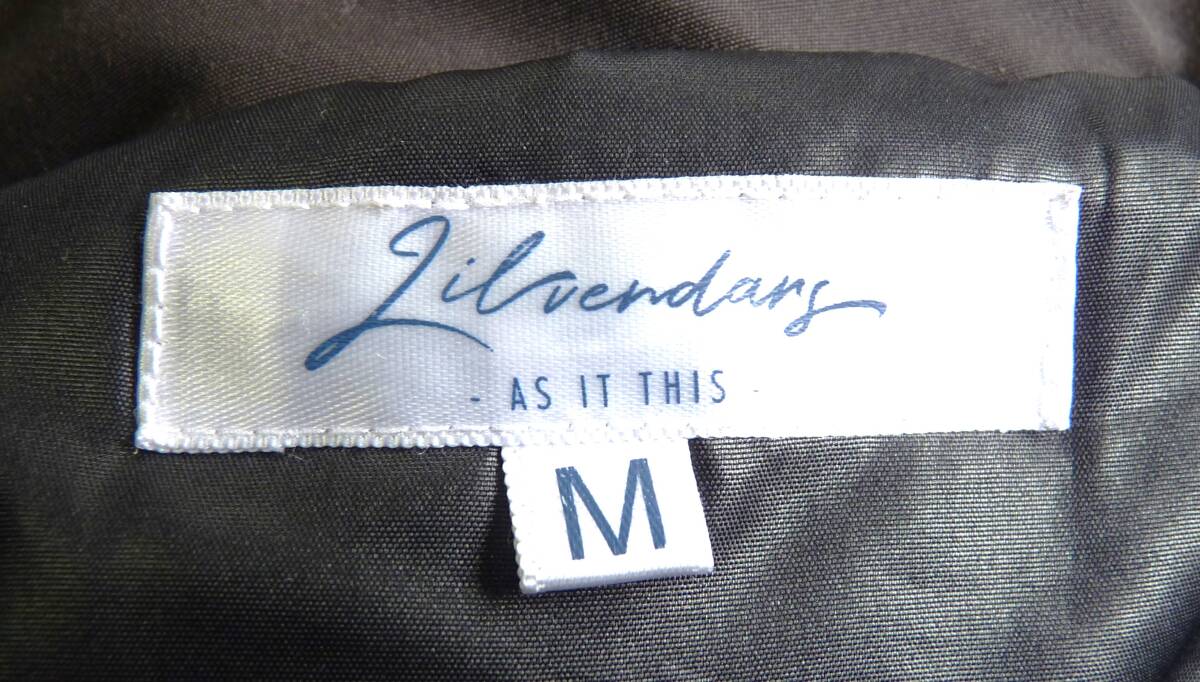 Lilvendars
- AS IT THIS -
M